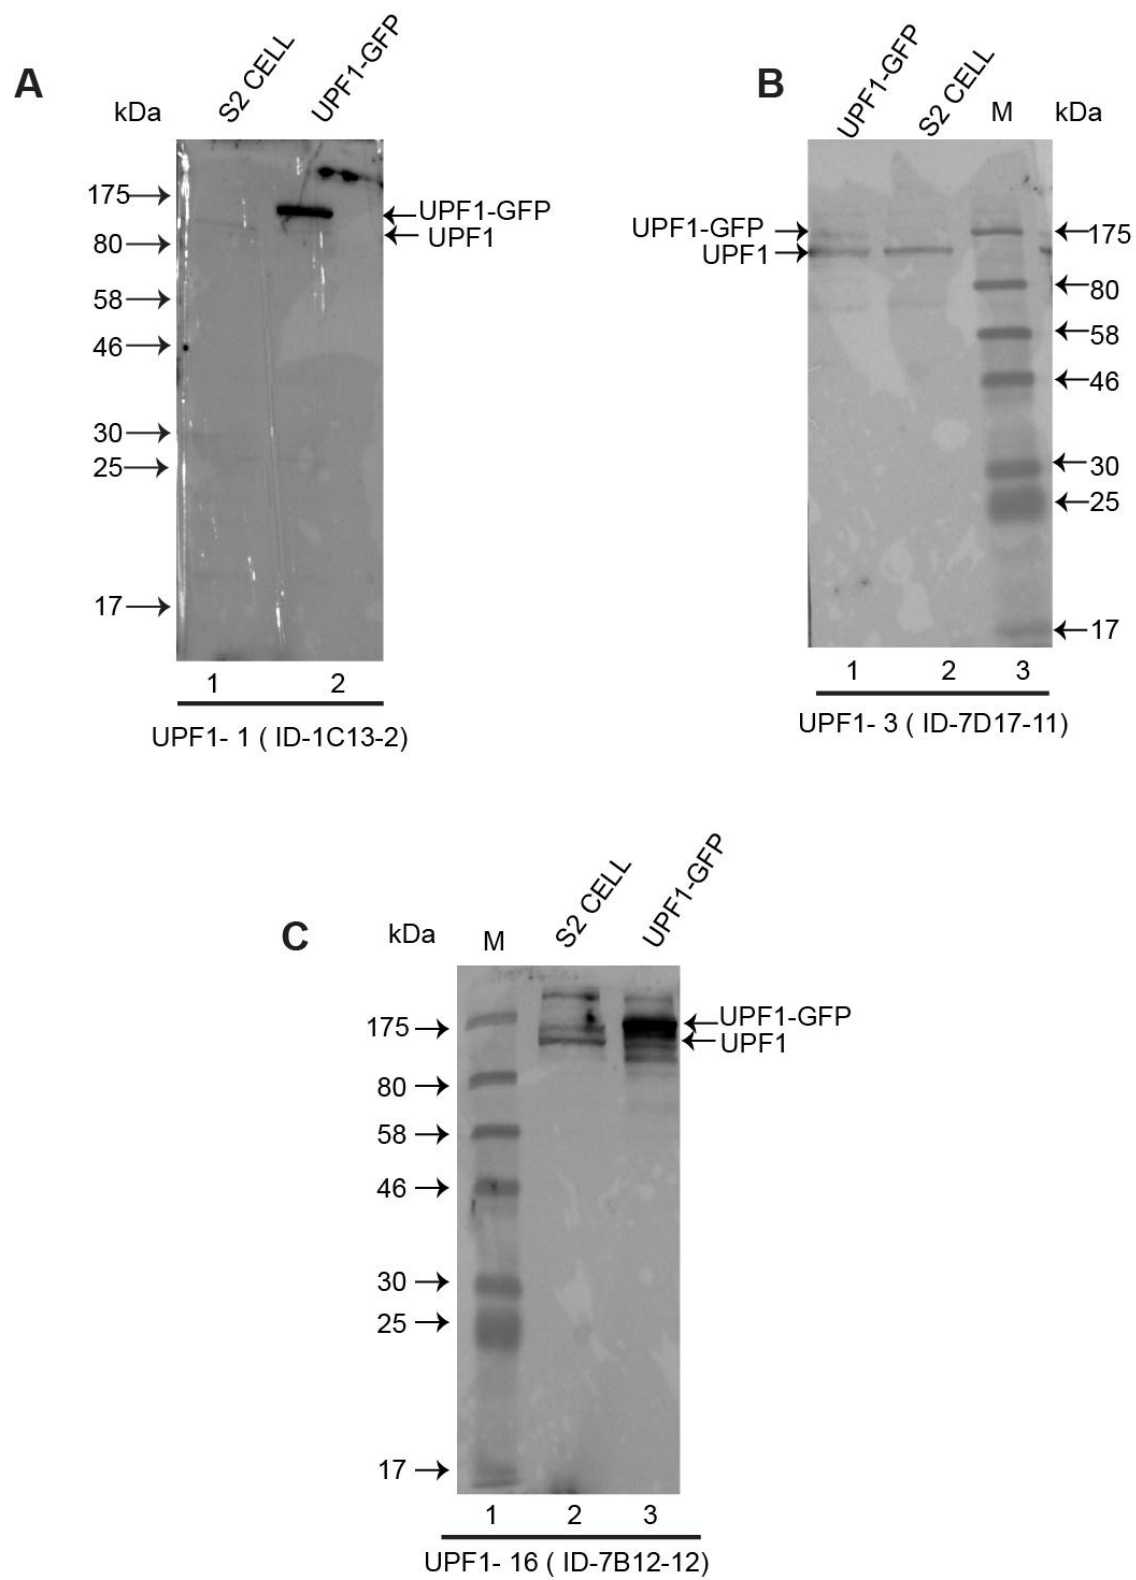 A
kDa
S2 CELL
UPF1-GFP
175
80
58
46
30
25
17
UPF1-GFP
UPF1
1
2
UPF1- 1 ( ID-1C13-2)
B
UPF1-GFP
S2 CELL
M
kDa
UPF1-GFP
UPF1
175
80
58
46
30
25
17
1
2
3
UPF1- 3 ( ID-7D17-11)
C
kDa
M
S2 CELL
UPF1-GFP
175
80
58
46
30
25
17
UPF1-GFP
UPF1
1
2
3
UPF1- 16 ( ID-7B12-12)